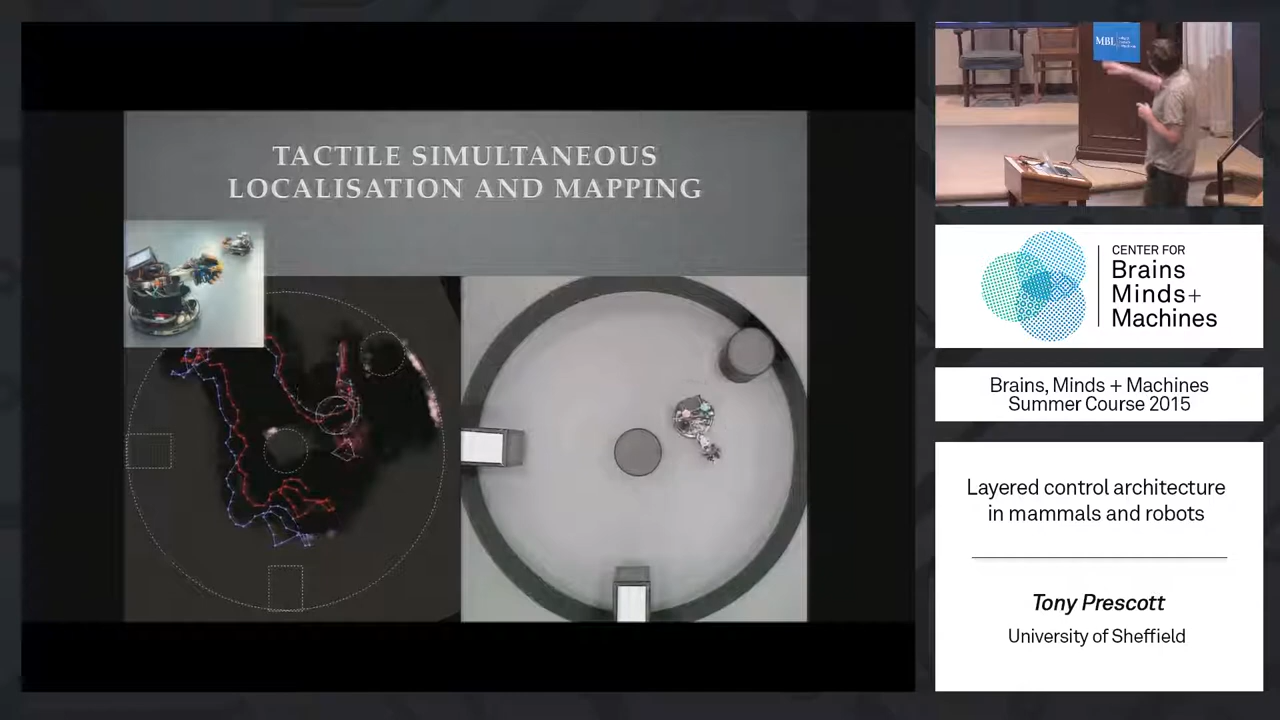 TACTILE SIMULTANEOUS
LOCALISATION AND MAPPING
MBL
CENTER FOR
Brains
Minds+
Machines
Brains, Minds + Machines
Summer Course 2015
Layered control architecture
in mammals and robots
Tony Prescott
University of Sheffield